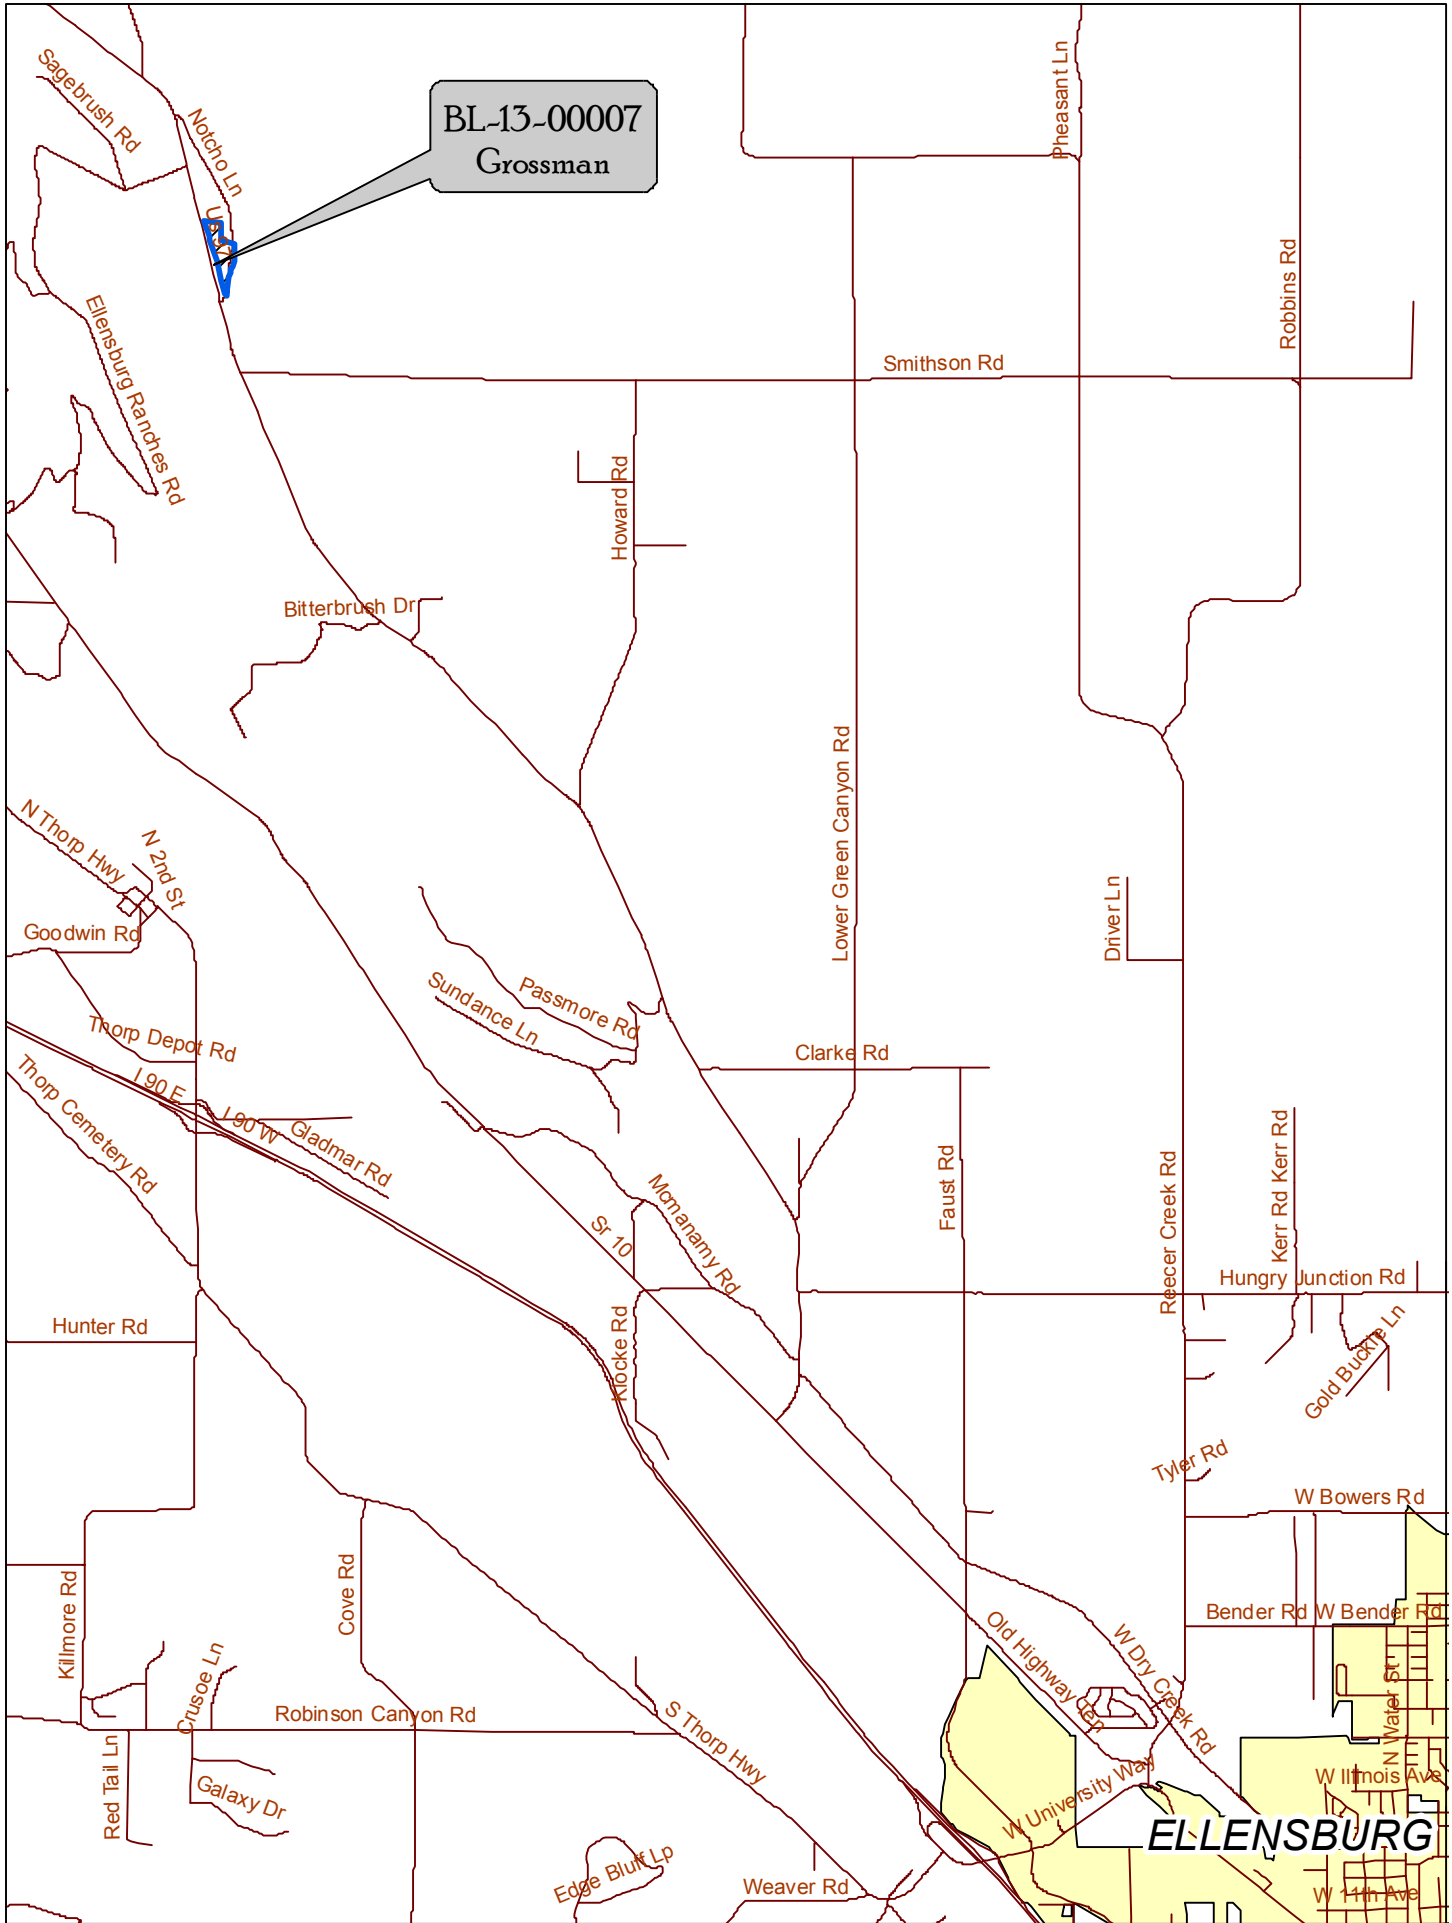 Sagebrush Rd
Notcho Ln
BL-13-00007
Grossman
Pheasant Ln
US 97
Robbins Rd
Ellensburg Ranches Rd
Smithson Rd
Howard Rd
Bitterbrush Dr
Lower Green Canyon Rd
N Thorp Hwy
N 2nd St
Goodwin Rd
Driver Ln
Sundance Ln
Passmore Rd
Thorp Depot Rd
Clarke Rd
I 90 E
I 90 W
Gladmar Rd
Thorp Cemetery Rd
Mcmanamy Rd
Sr 10
Faust Rd
Reecer Creek Rd
Kerr Rd Kerr Rd
Hungry Junction Rd
Hunter Rd
Klocke Rd
Gold Buckle Ln
Tyler Rd
W Bowers Rd
Killmore Rd
Cove Rd
Bender Rd W Bender Rd
Old Highway Ten
W Dry Creek Rd
Crusoe Ln
Robinson Canyon Rd
S Thorp Hwy
N Water St
Red Tail Ln
Galaxy Dr
W University Way
W Illinois Ave
ELLENSBURG
Edge Bluff Lp
Weaver Rd
W 11th Ave